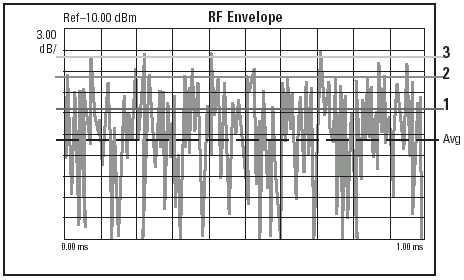 Ref–10.00 dBm
RF Envelope
3.00
dB/
3
2
1
Avg
0.00 ms
1.00 ms